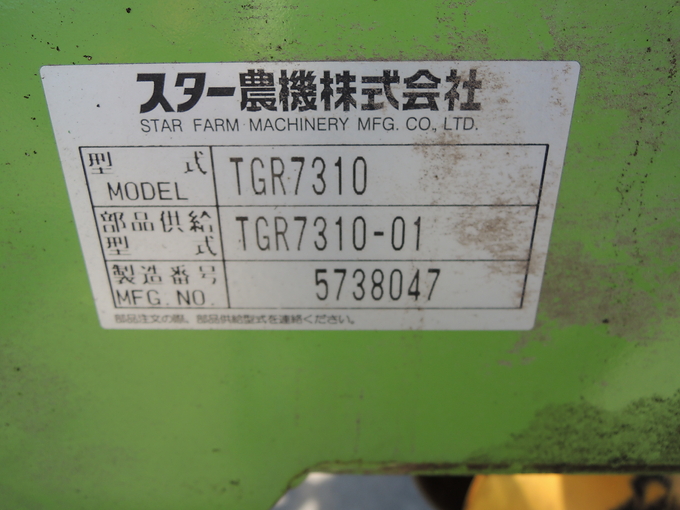 スター農機株式会社
STAR FARM MACHINERY MFG. CO., LTD.
型 式 TGR7310
MODEL
部品供給 TGR7310-01
型 式
製造番号 5738047
MFG. NO.
部品注文の際、部品供給型式を連絡ください。